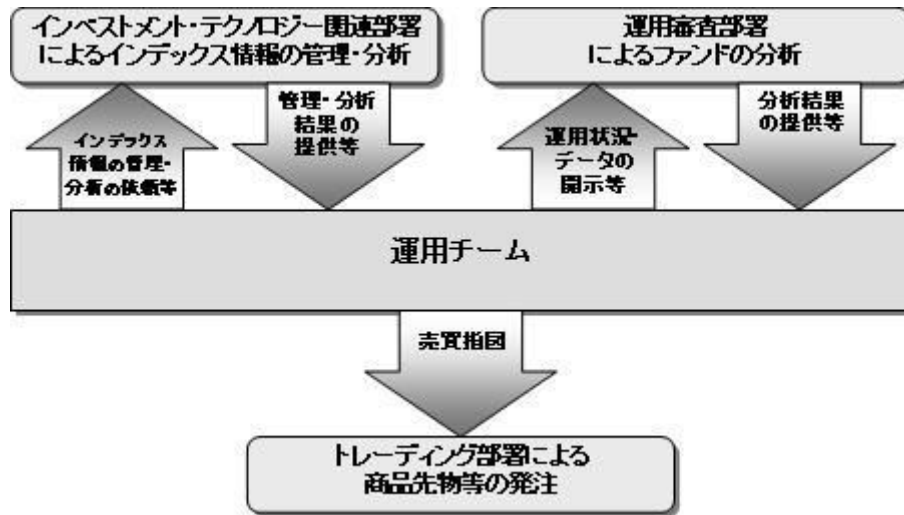 インベストメント・テクノロジー関連部署
によるインデックス情報の管理・分析
運用審査部署
によるファンドの分析
インデックス
情報の管理・
分析の依頼等
管理・分析
結果の
提供等
運用状況・
データの
開示等
分析結果
の提供等
運用チーム
売買指図
トレーディング部署による
商品先物等の発注